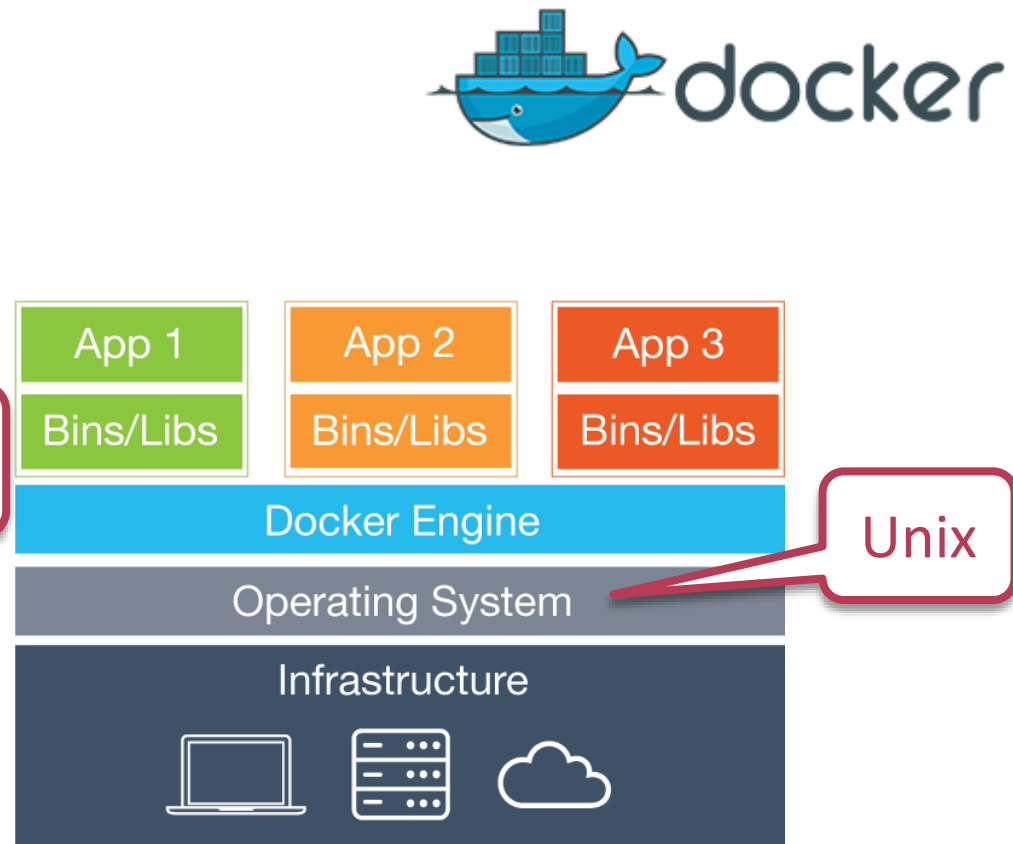 docker
App 1
App 2
App 3
Bins/Libs
Bins/Libs
Bins/Libs
Docker Engine
Unix
Operating System
Infrastructure